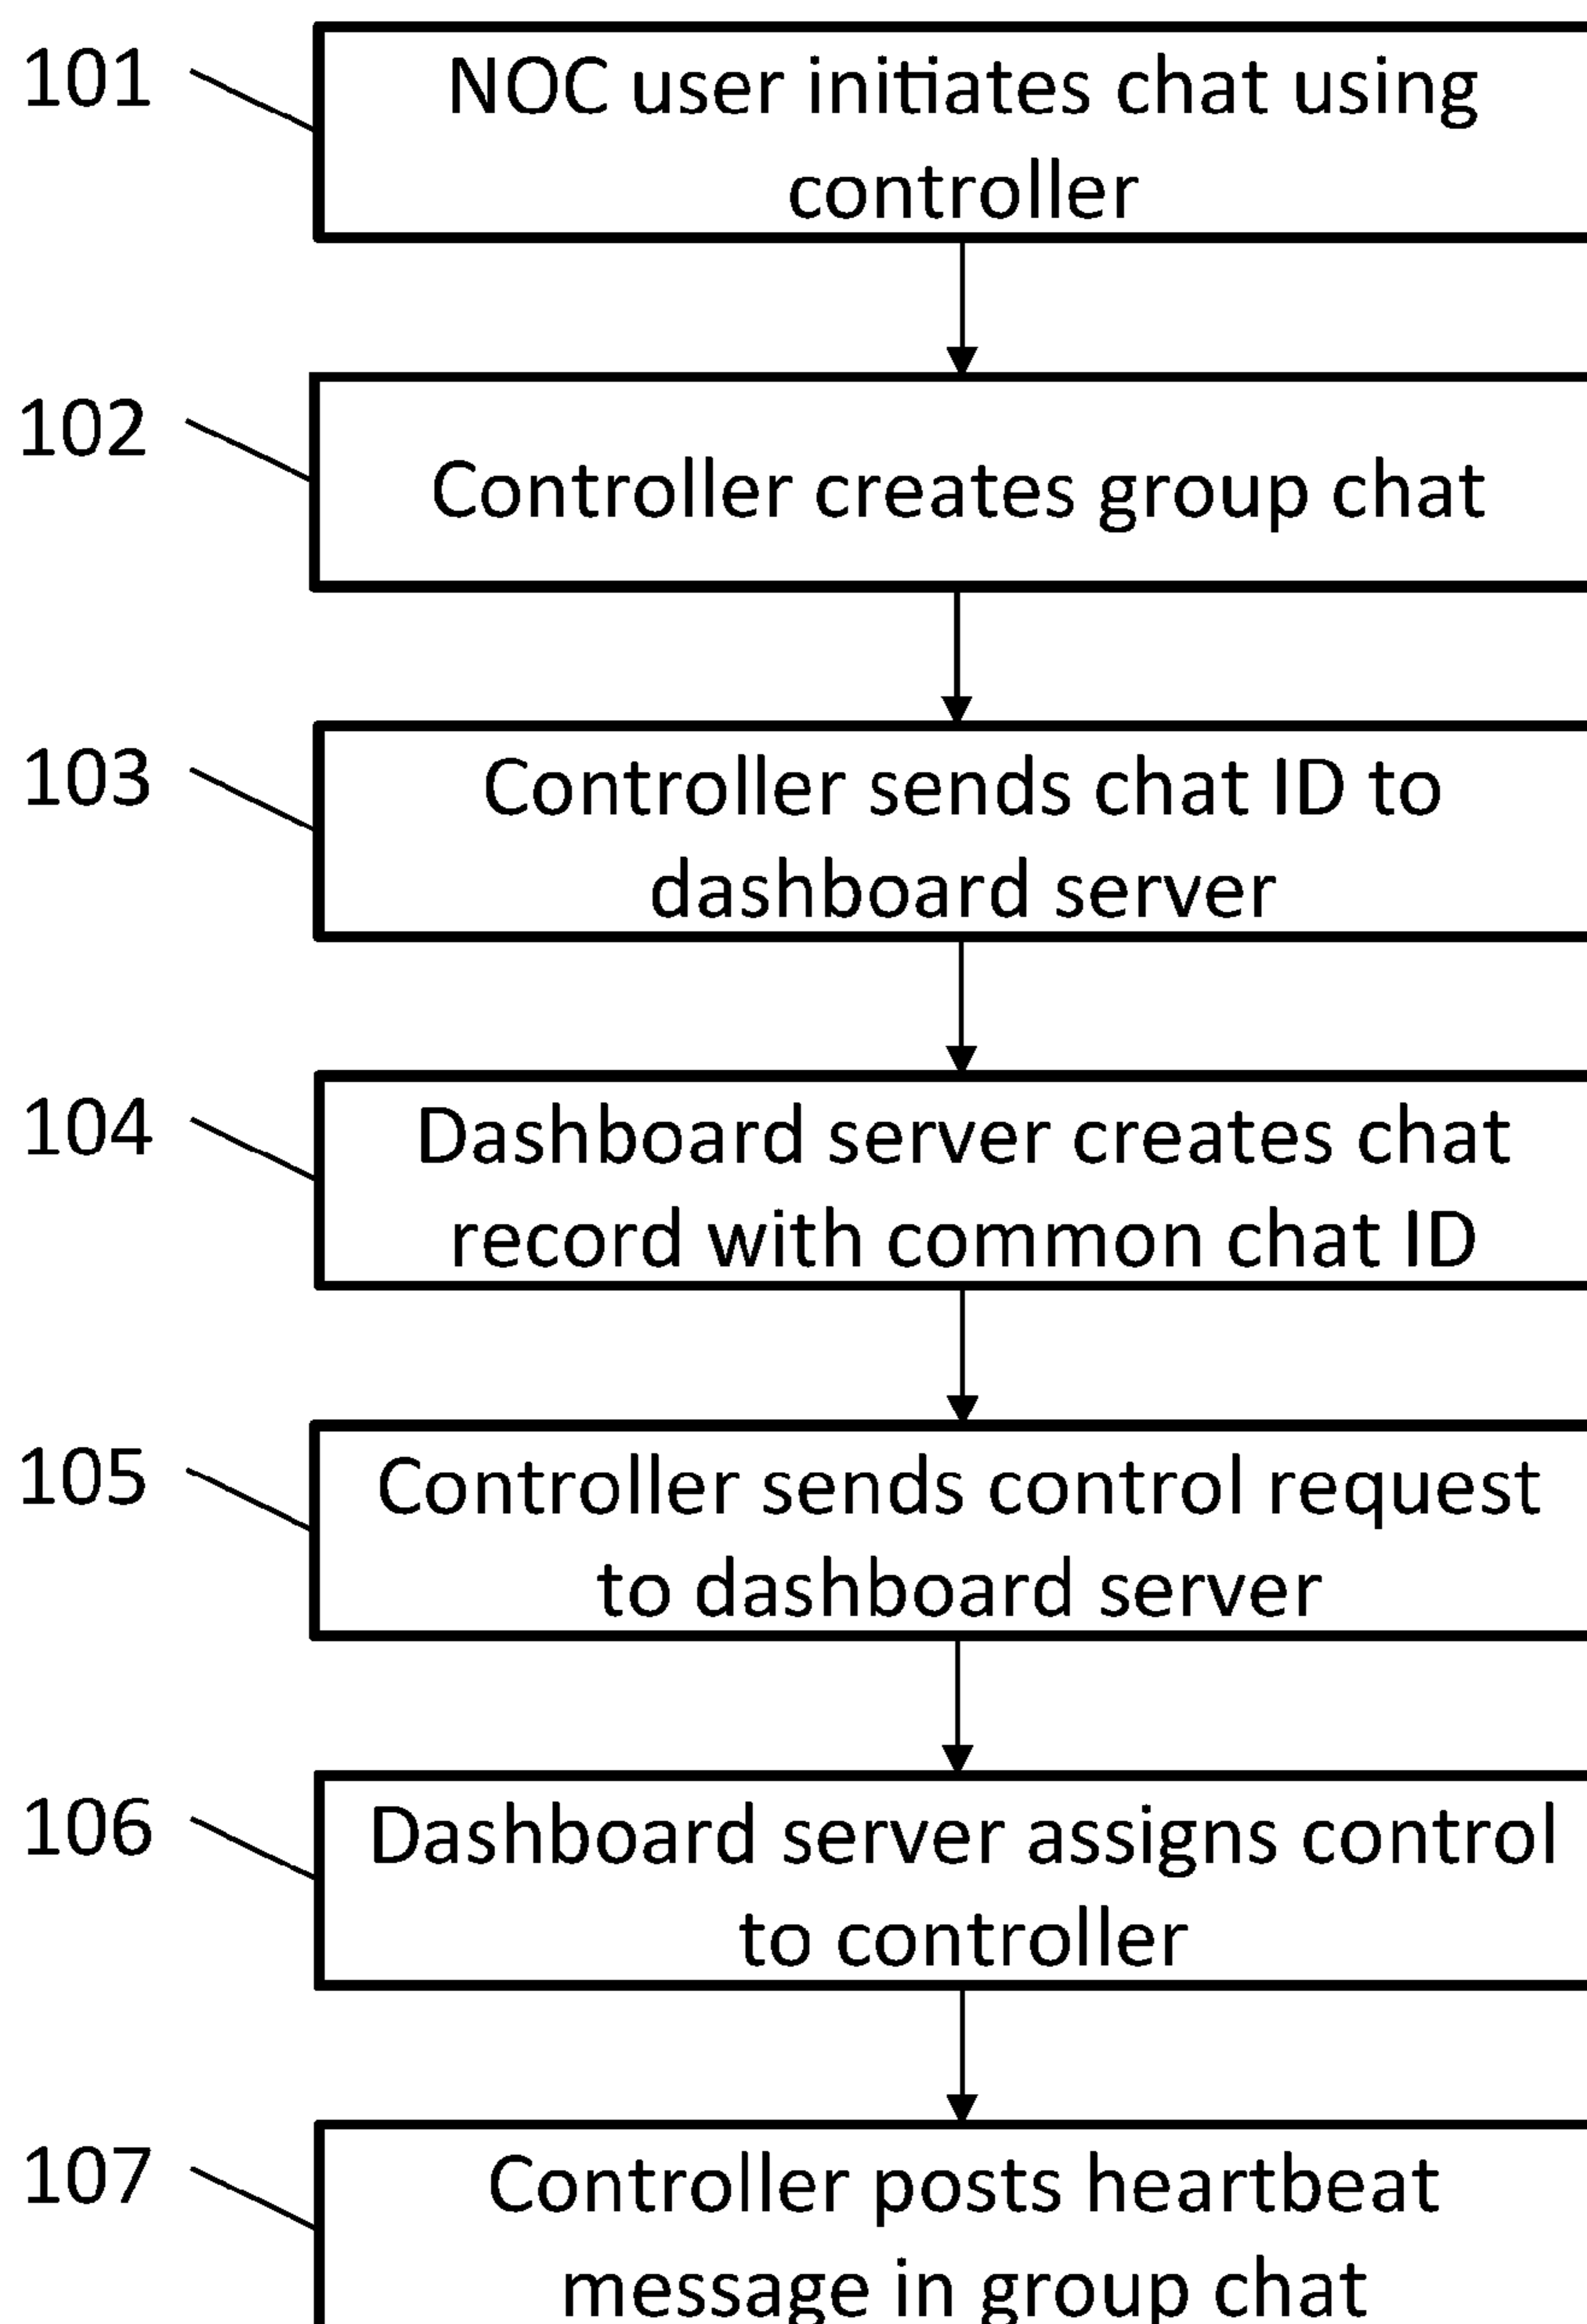 101
NOC user initiates chat using
controller
102
Controller creates group chat
103
Controller sends chat ID to
dashboard server
104
Dashboard server creates chat
record with common chat ID
105
Controller sends control request
to dashboard server
106
Dashboard server assigns control
to controller
107
Controller posts heartbeat
message in group chat